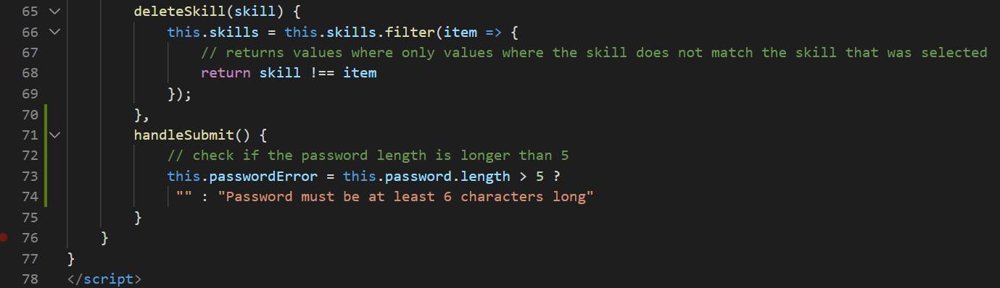 65 deleteSkill(skill) {
66 this.skills = this.skills.filter(item => {
67 // returns values where only values where the skill does not match the skill that was selected
68 return skill !== item
69 });
70 },
71 handleSubmit() {
72 // check if the password length is longer than 5
73 this.passwordError = this.password.length > 5 ?
74 "" : "Password must be at least 6 characters long"
75 }
76 }
77 }
78 </script>